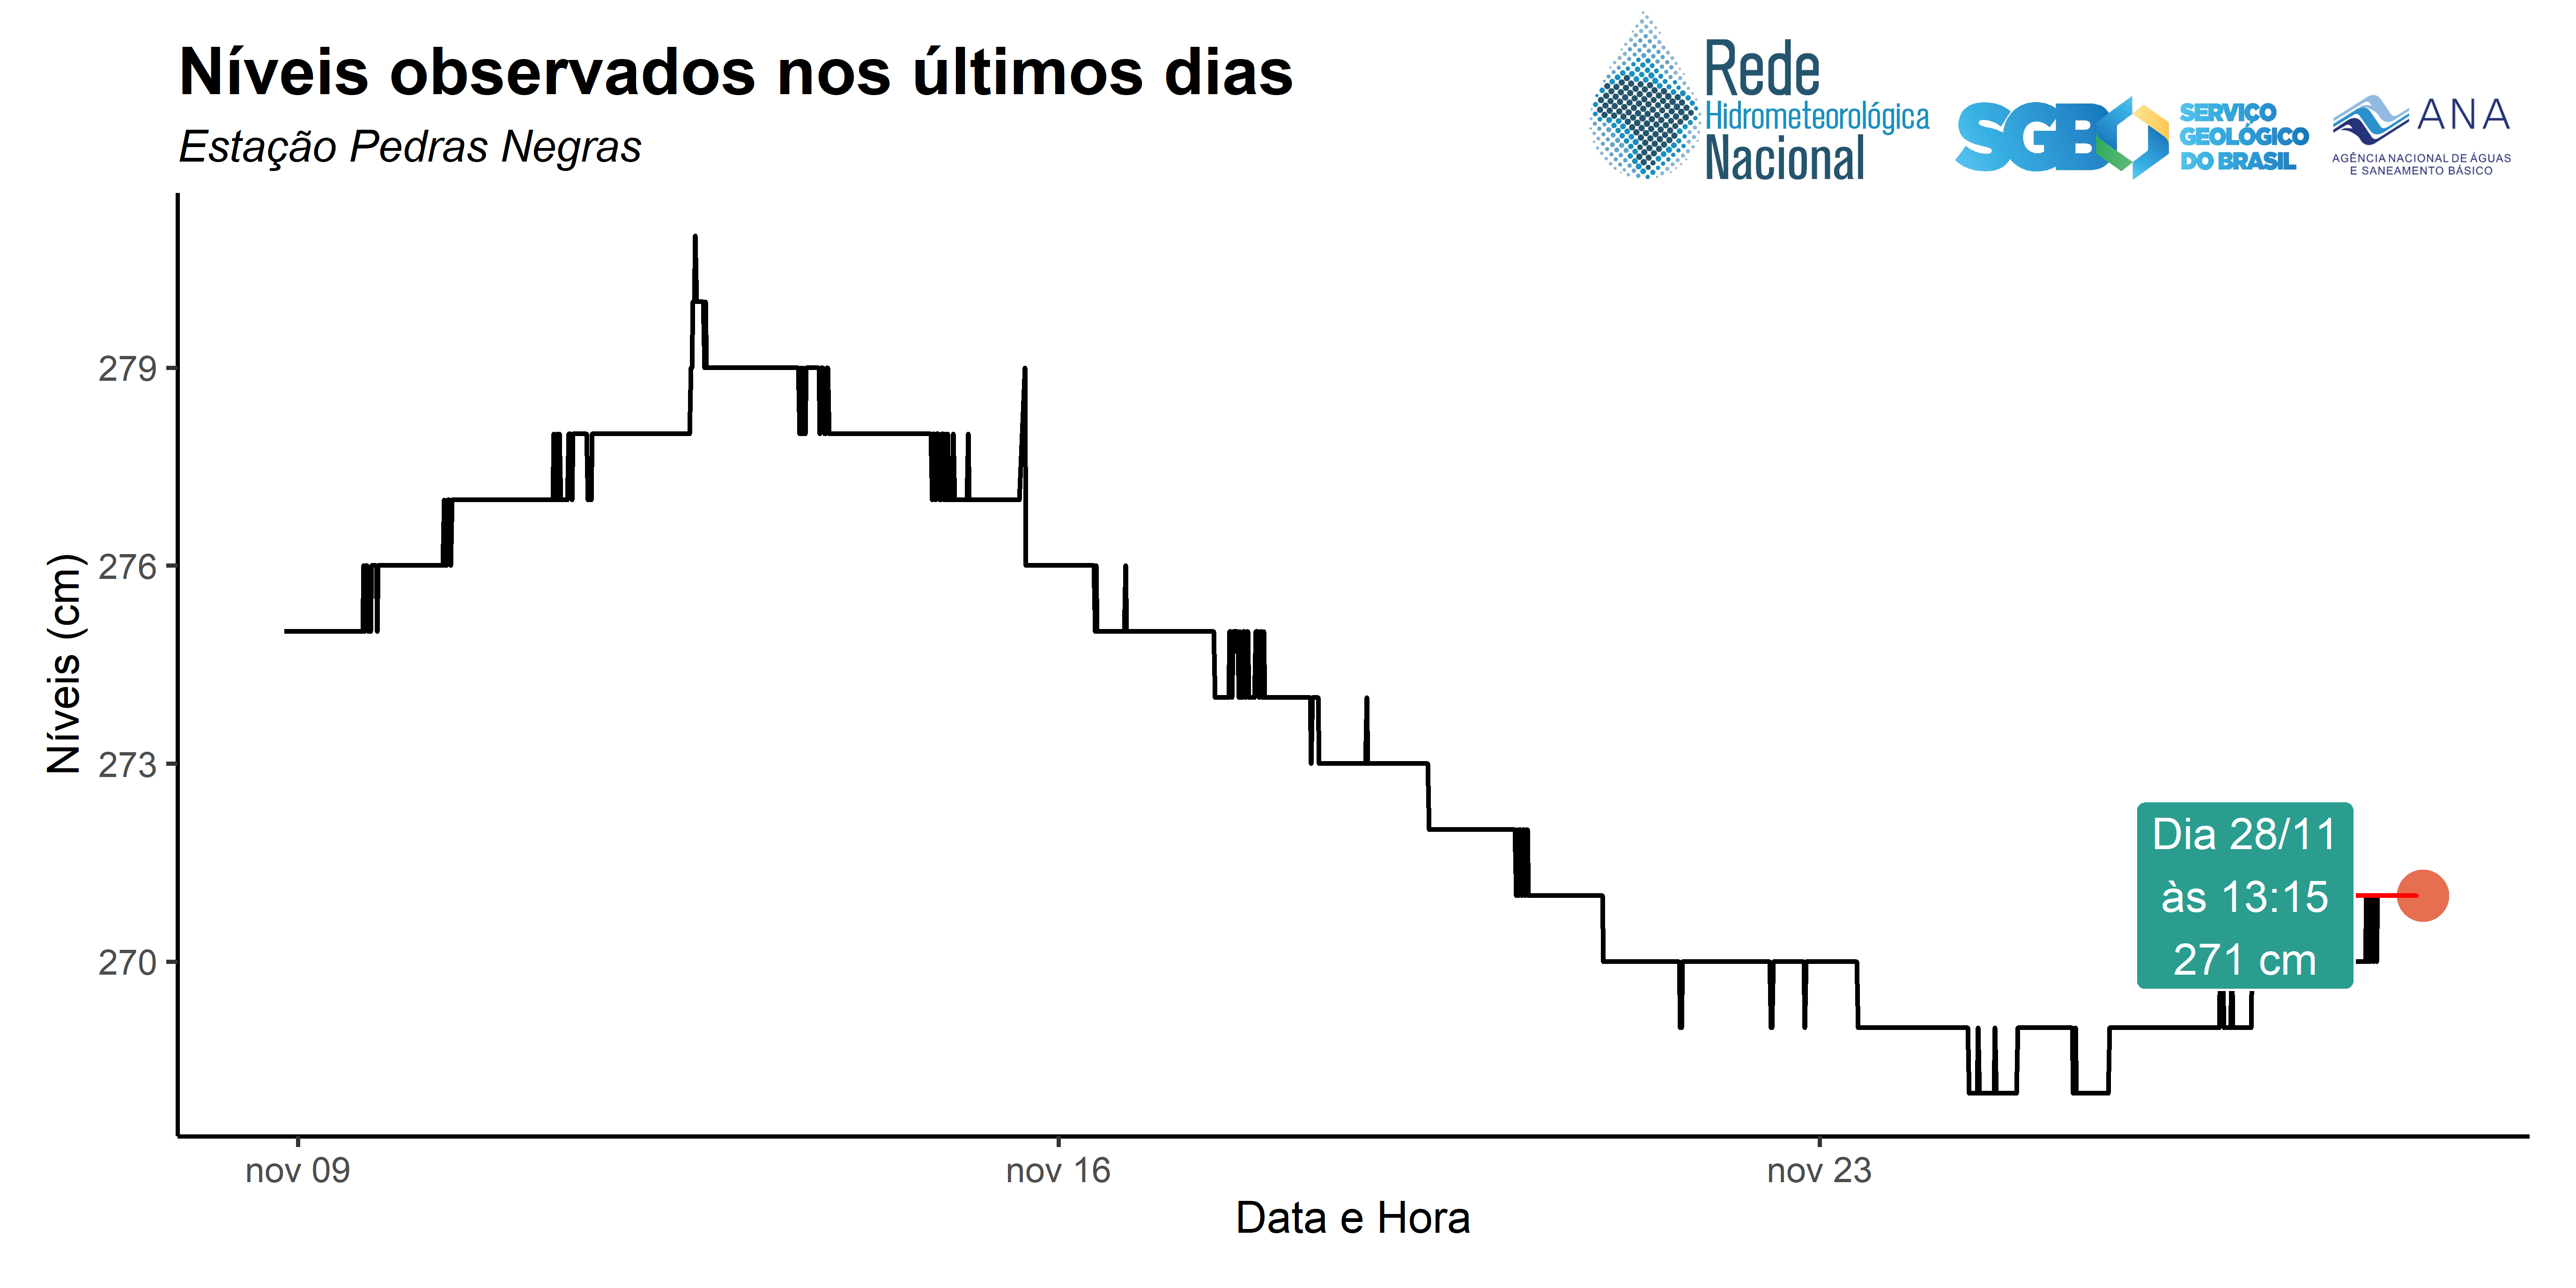 Níveis observados nos últimos dias
Estação Pedras Negras
Rede
Hidrometeorológica
Nacional
SGB
SERVIÇO
GEOLÓGICO
DO BRASIL
ANA
AGÊNCIA NACIONAL DE ÁGUAS
E SANEAMENTO BÁSICO
Níveis (cm)
279
276
273
270
Dia 28/11
às 13:15
271 cm
nov 09
nov 16
nov 23
Data e Hora